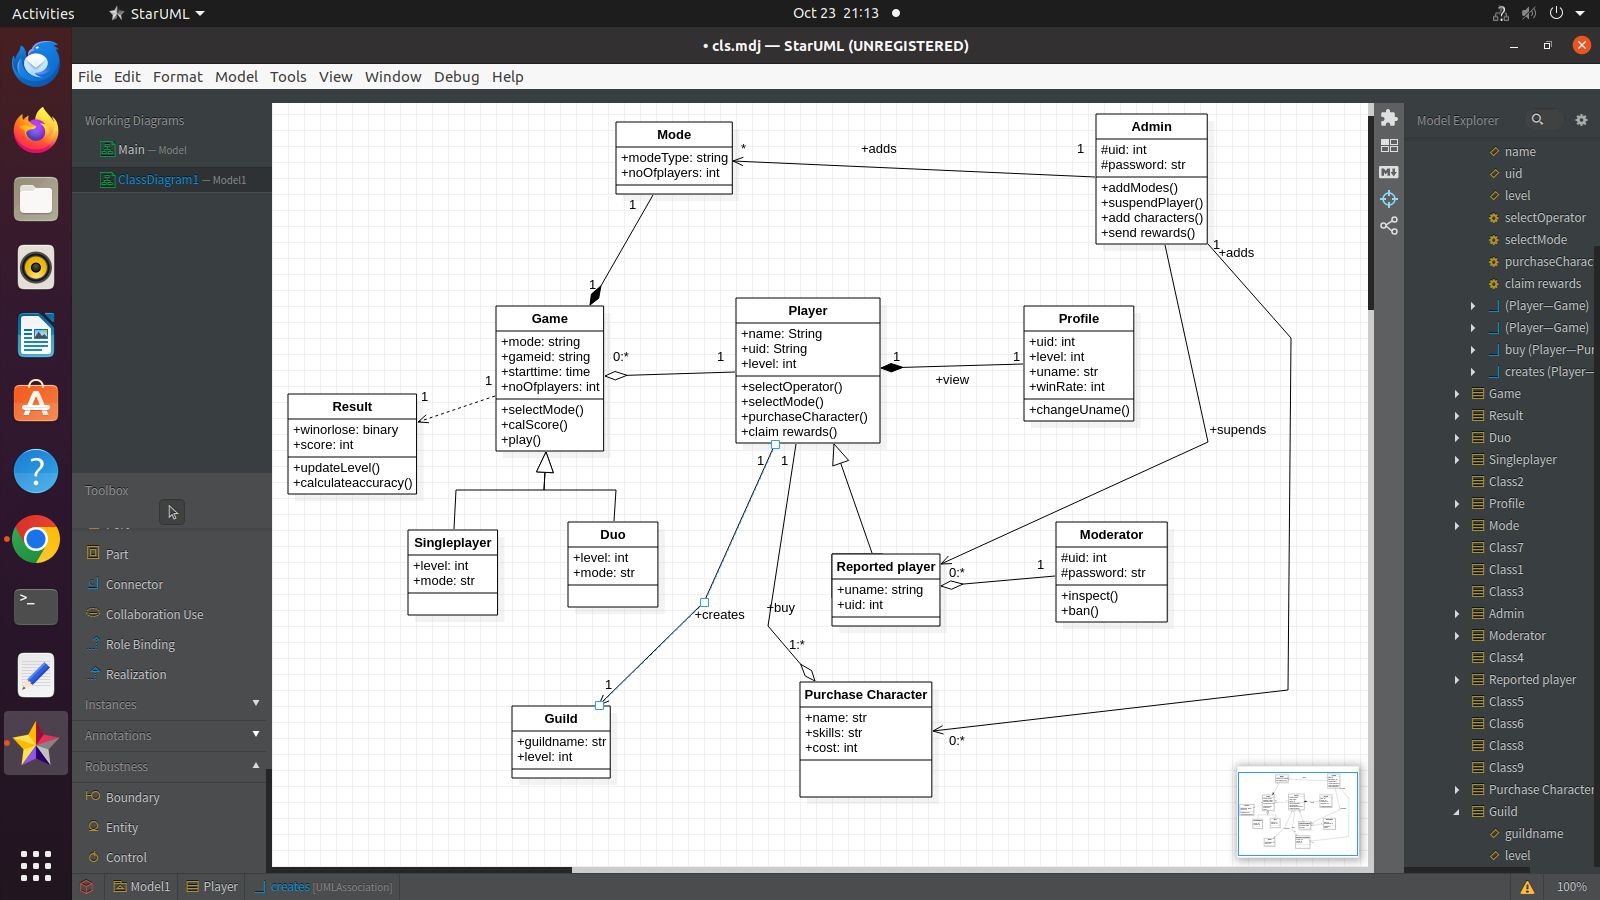 Activities
StarUML
Oct 23 21:13
• cls.mdj — StarUML (UNREGISTERED)
File Edit Format Model Tools View Window Debug Help
Working Diagrams
Main — Model
ClassDiagram1 — Model1
Toolbox
Part
Connector
Collaboration Use
Role Binding
Realization
Instances
Annotations
Robustness
Boundary
Entity
Control
Mode
+modeType: string
+noOfplayers: int
*
+adds
1
Admin
#uid: int
#password: str
+addModes()
+suspendPlayer()
+add characters()
+send rewards()
1
+adds
1
1
Game
+mode: string
+gameid: string
+starttime: time
+noOfplayers: int
+selectMode()
+calScore()
+play()
0:*
1
Player
+name: String
+uid: String
+level: int
+selectOperator()
+selectMode()
+purchaseCharacter()
+claim rewards()
1
+view
1
Profile
+uid: int
+level: int
+uname: str
+winRate: int
+changeUname()
1
1
Result
+winorlose: binary
+score: int
+updateLevel()
+calculateaccuracy()
+supends
1
1
Singleplayer
+level: int
+mode: str
Duo
+level: int
+mode: str
Reported player
+uname: string
+uid: int
0:*
1
Moderator
#uid: int
#password: str
+inspect()
+ban()
+creates
+buy
1:*
1
Guild
+guildname: str
+level: int
Purchase Character
+name: str
+skills: str
+cost: int
0:*
Model Explorer
name
uid
level
selectOperator
selectMode
purchaseCharac
claim rewards
(Player—Game)
(Player—Game)
buy (Player—Pur
creates (Player—
Game
Result
Duo
Singleplayer
Class2
Profile
Mode
Class7
Class1
Class3
Admin
Moderator
Class4
Reported player
Class5
Class6
Class8
Class9
Purchase Character
Guild
guildname
level
Model1
Player
creates [UMLAssociation]
100%